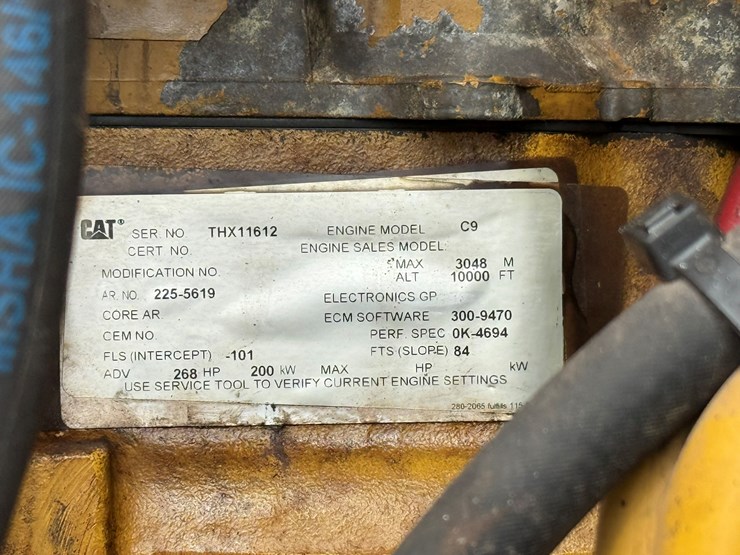 MSHA IC-146/
CAT® SER. NO THX11612 ENGINE MODEL C9
CERT NO. ENGINE SALES MODEL
MODIFICATION NO. MAX 3048 M
ALT 10000 FT
AR. NO. 225-5619 ELECTRONICS GP
CORE AR ECM SOFTWARE 300-9470
CEM NO. PERF. SPEC 0K-4694
FLS (INTERCEPT) -101 FTS (SLOPE) 84
ADV 268 HP 200 kW MAX HP kW
USE SERVICE TOOL TO VERIFY CURRENT ENGINE SETTINGS
280-2065 fulfills